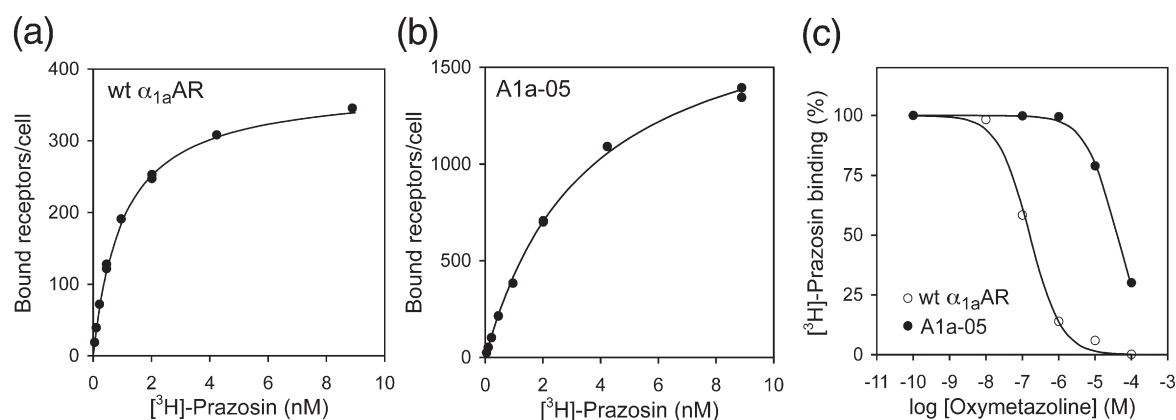 (a)
wt α1aAR
Bound receptors/cell
400
300
200
100
0
0 2 4 6 8 10
[³H]-Prazosin (nM)
(b)
A1a-05
Bound receptors/cell
1500
1000
500
0
0 2 4 6 8 10
[³H]-Prazosin (nM)
(c)
[³H]-Prazosin binding (%)
100
75
50
25
0
wt α1aAR
A1a-05
-11 -10 -9 -8 -7 -6 -5 -4 -3
log [Oxymetazoline] (M)